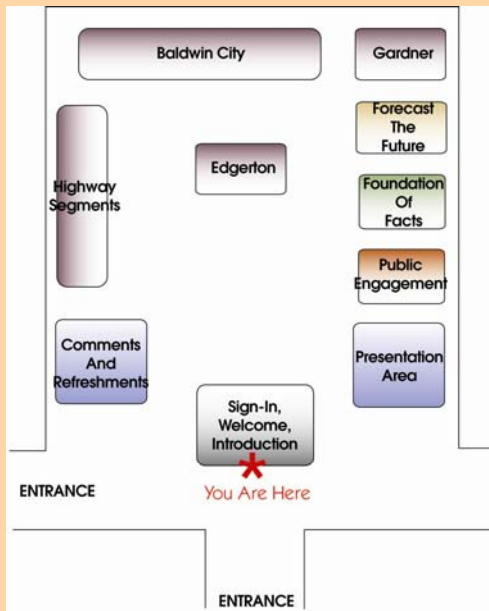 Baldwin City
Gardner
Forecast
The
Future
Highway
Segments
Edgerton
Foundation
Of
Facts
Public
Engagement
Comments
And
Refreshments
Presentation
Area
Sign-In,
Welcome,
Introduction
*
You Are Here
ENTRANCE
ENTRANCE